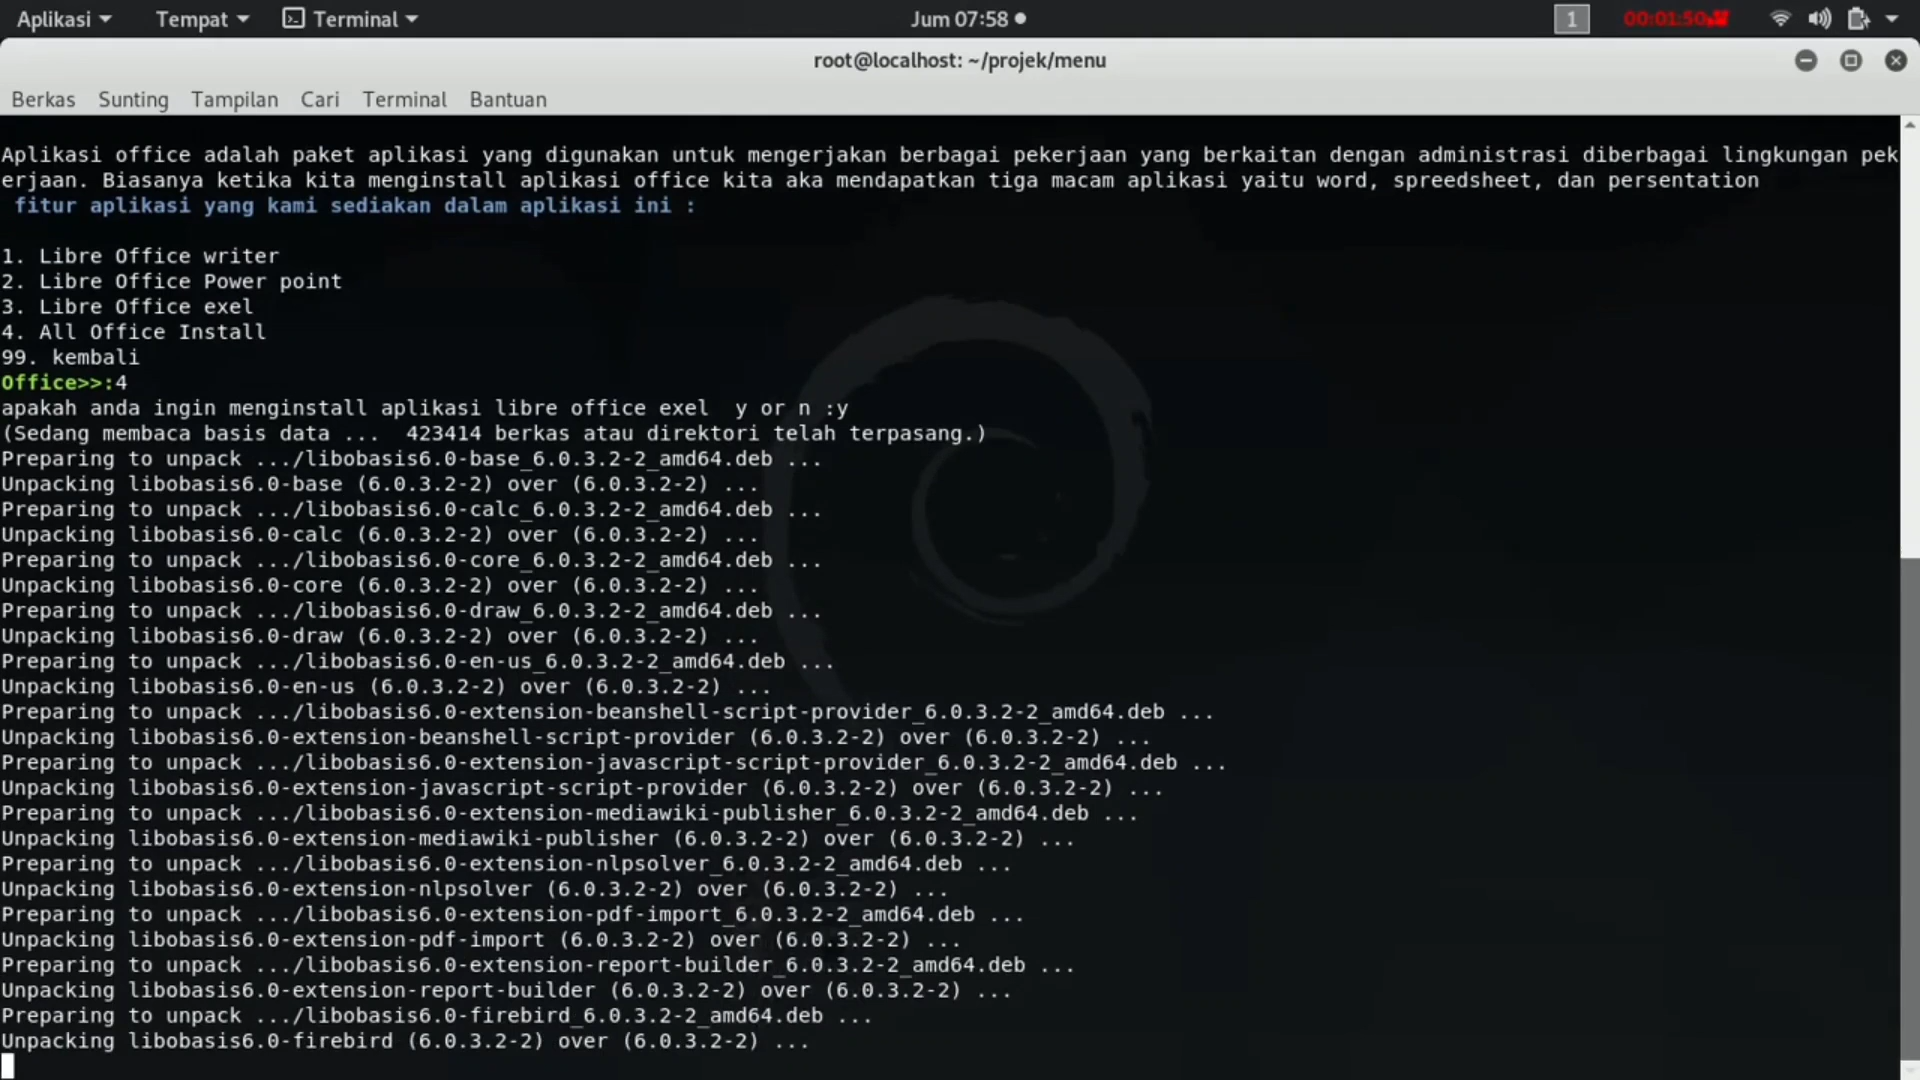 Aplikasi Tempat Terminal Jum 07:58 1 00:01:50
root@localhost: ~/projek/menu
Berkas Sunting Tampilan Cari Terminal Bantuan
Aplikasi office adalah paket aplikasi yang digunakan untuk mengerjakan berbagai pekerjaan yang berkaitan dengan administrasi diberbagai lingkungan pek
erjaan. Biasanya ketika kita menginstall aplikasi office kita aka mendapatkan tiga macam aplikasi yaitu word, spreedsheet, dan persentation
fitur aplikasi yang kami sediakan dalam aplikasi ini :
1. Libre Office writer
2. Libre Office Power point
3. Libre Office exel
4. All Office Install
99. kembali
Office>>:4
apakah anda ingin menginstall aplikasi libre office exel  y or n :y
(Sedang membaca basis data ...  423414 berkas atau direktori telah terpasang.)
Preparing to unpack .../libobasis6.0-base_6.0.3.2-2_amd64.deb ...
Unpacking libobasis6.0-base (6.0.3.2-2) over (6.0.3.2-2) ...
Preparing to unpack .../libobasis6.0-calc_6.0.3.2-2_amd64.deb ...
Unpacking libobasis6.0-calc (6.0.3.2-2) over (6.0.3.2-2) ...
Preparing to unpack .../libobasis6.0-core_6.0.3.2-2_amd64.deb ...
Unpacking libobasis6.0-core (6.0.3.2-2) over (6.0.3.2-2) ...
Preparing to unpack .../libobasis6.0-draw_6.0.3.2-2_amd64.deb ...
Unpacking libobasis6.0-draw (6.0.3.2-2) over (6.0.3.2-2) ...
Preparing to unpack .../libobasis6.0-en-us_6.0.3.2-2_amd64.deb ...
Unpacking libobasis6.0-en-us (6.0.3.2-2) over (6.0.3.2-2) ...
Preparing to unpack .../libobasis6.0-extension-beanshell-script-provider_6.0.3.2-2_amd64.deb ...
Unpacking libobasis6.0-extension-beanshell-script-provider (6.0.3.2-2) over (6.0.3.2-2) ...
Preparing to unpack .../libobasis6.0-extension-javascript-script-provider_6.0.3.2-2_amd64.deb ...
Unpacking libobasis6.0-extension-javascript-script-provider (6.0.3.2-2) over (6.0.3.2-2) ...
Preparing to unpack .../libobasis6.0-extension-mediawiki-publisher_6.0.3.2-2_amd64.deb ...
Unpacking libobasis6.0-extension-mediawiki-publisher (6.0.3.2-2) over (6.0.3.2-2) ...
Preparing to unpack .../libobasis6.0-extension-nlpsolver_6.0.3.2-2_amd64.deb ...
Unpacking libobasis6.0-extension-nlpsolver (6.0.3.2-2) over (6.0.3.2-2) ...
Preparing to unpack .../libobasis6.0-extension-pdf-import_6.0.3.2-2_amd64.deb ...
Unpacking libobasis6.0-extension-pdf-import (6.0.3.2-2) over (6.0.3.2-2) ...
Preparing to unpack .../libobasis6.0-extension-report-builder_6.0.3.2-2_amd64.deb ...
Unpacking libobasis6.0-extension-report-builder (6.0.3.2-2) over (6.0.3.2-2) ...
Preparing to unpack .../libobasis6.0-firebird_6.0.3.2-2_amd64.deb ...
Unpacking libobasis6.0-firebird (6.0.3.2-2) over (6.0.3.2-2) ...